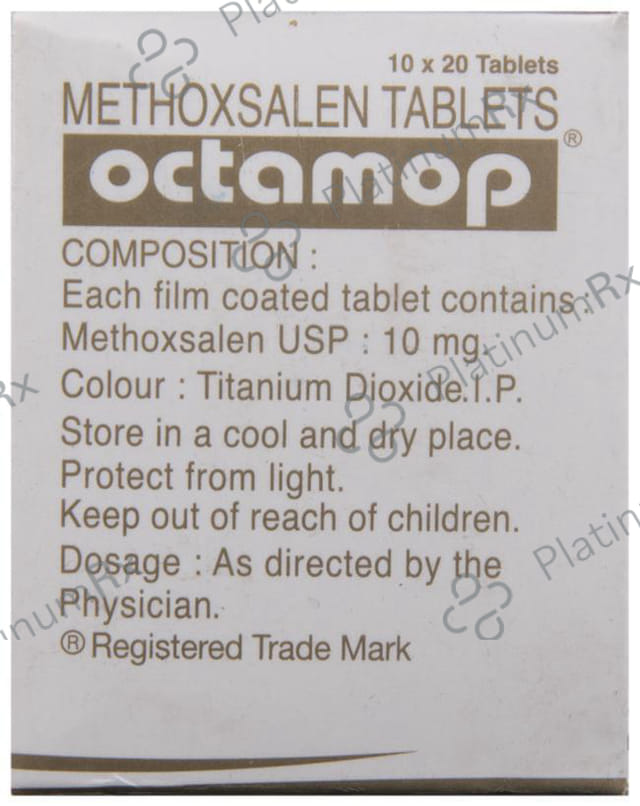 10 x 20 Tablets
METHOXSALEN TABLETS
octamop ®
COMPOSITION :
Each film coated tablet contains :
Methoxsalen USP : 10 mg.
Colour : Titanium Dioxide.I.P.
Store in a cool and dry place.
Protect from light.
Keep out of reach of children.
Dosage : As directed by the
Physician.
® Registered Trade Mark
PlatinumRx
PlatinumRx